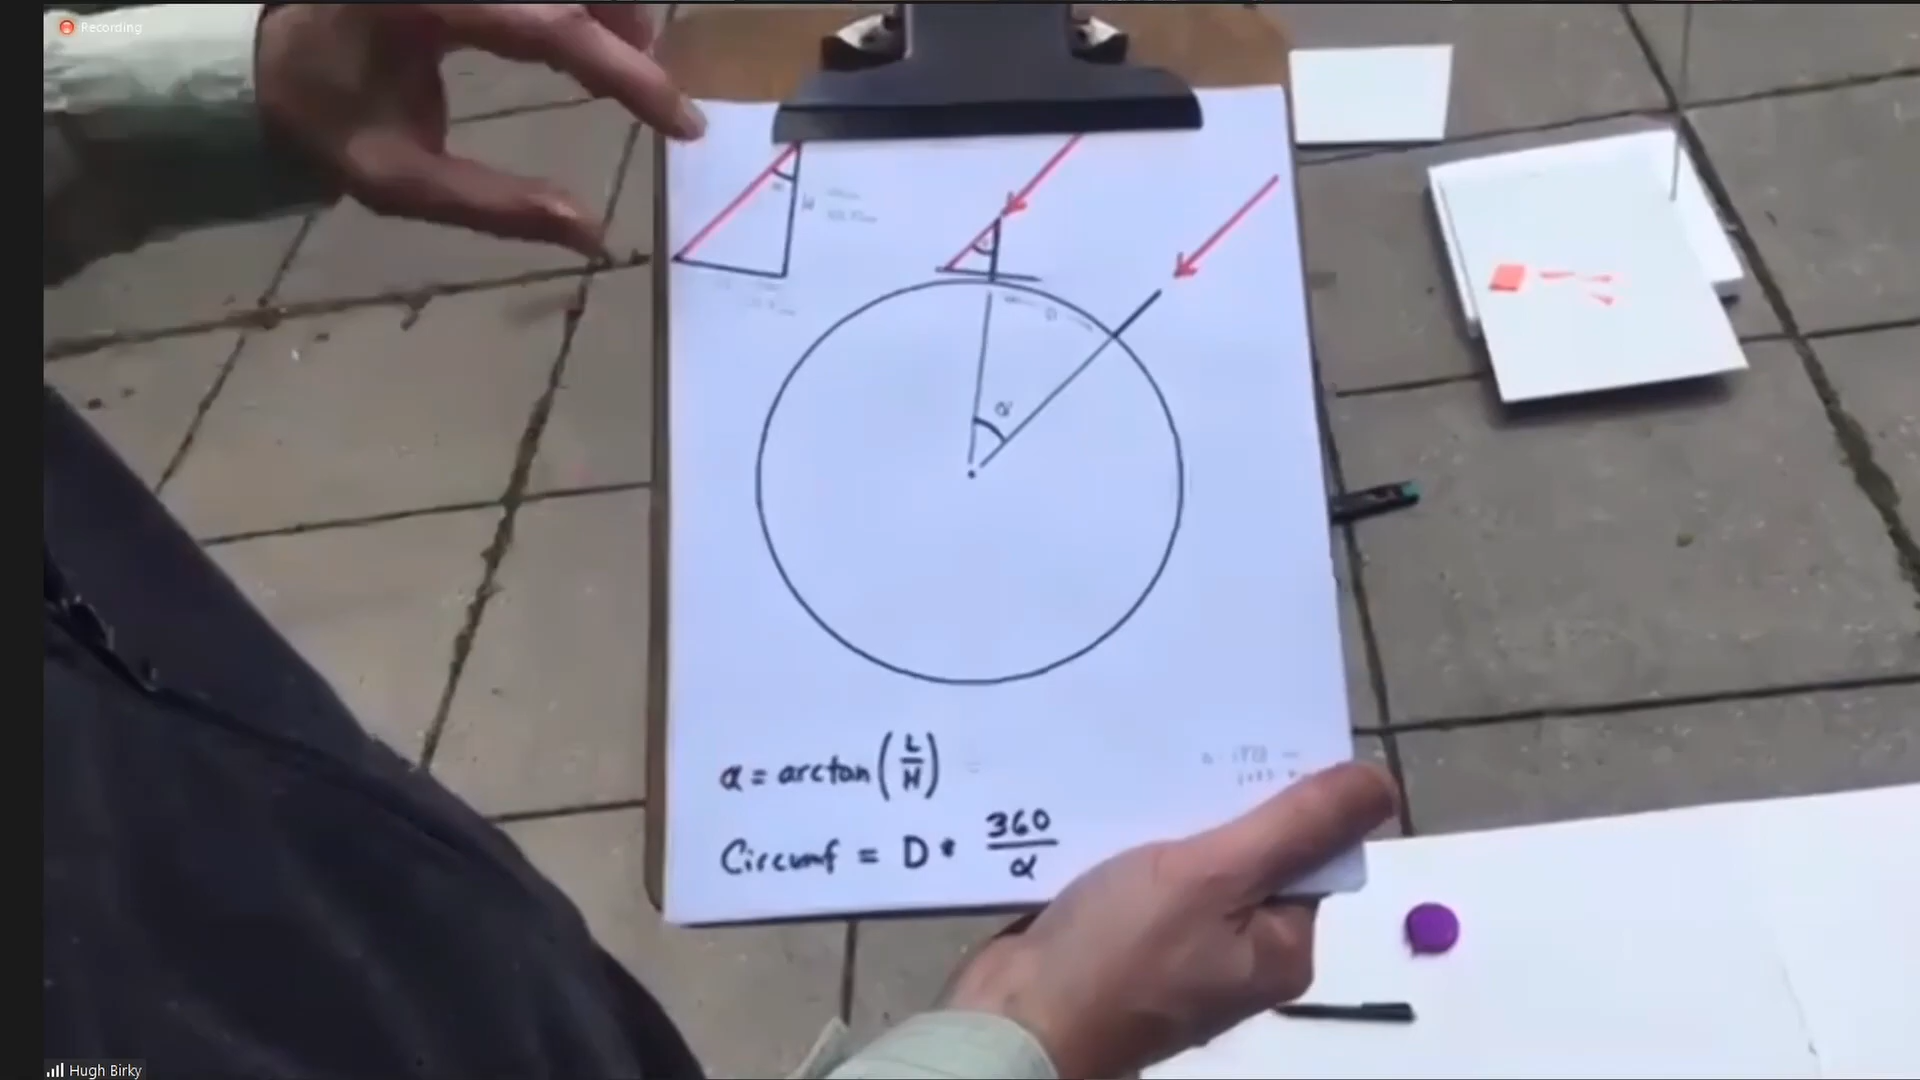 Recording
H
D
α
α = arctan(L/H)
Circumf = D • 360/α
Hugh Birky